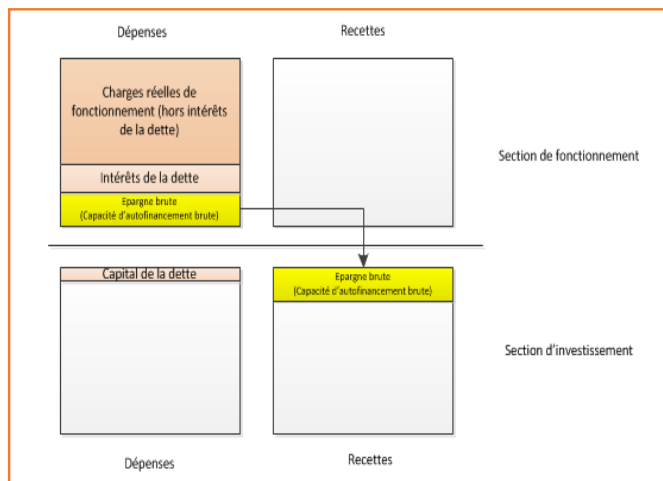 Dépenses
Recettes
Charges réelles de
fonctionnement (hors intérêts
de la dette)
Section de fonctionnement
Intérêts de la dette
Epargne brute
(Capacité d'autofinancement brute)
Capital de la dette
Epargne brute
(Capacité d'autofinancement brute)
Section d'investissement
Dépenses
Recettes